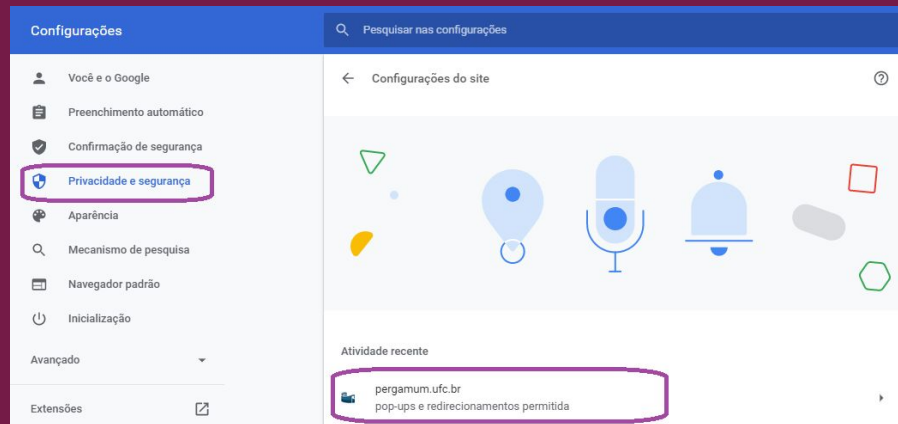 Configurações
Pesquisar nas configurações
Você e o Google
Preenchimento automático
Confirmação de segurança
Privacidade e segurança
Aparência
Mecanismo de pesquisa
Navegador padrão
Inicialização
Avançado
Extensões
Configurações do site
Atividade recente
pergamum.ufc.br
pop-ups e redirecionamentos permitida